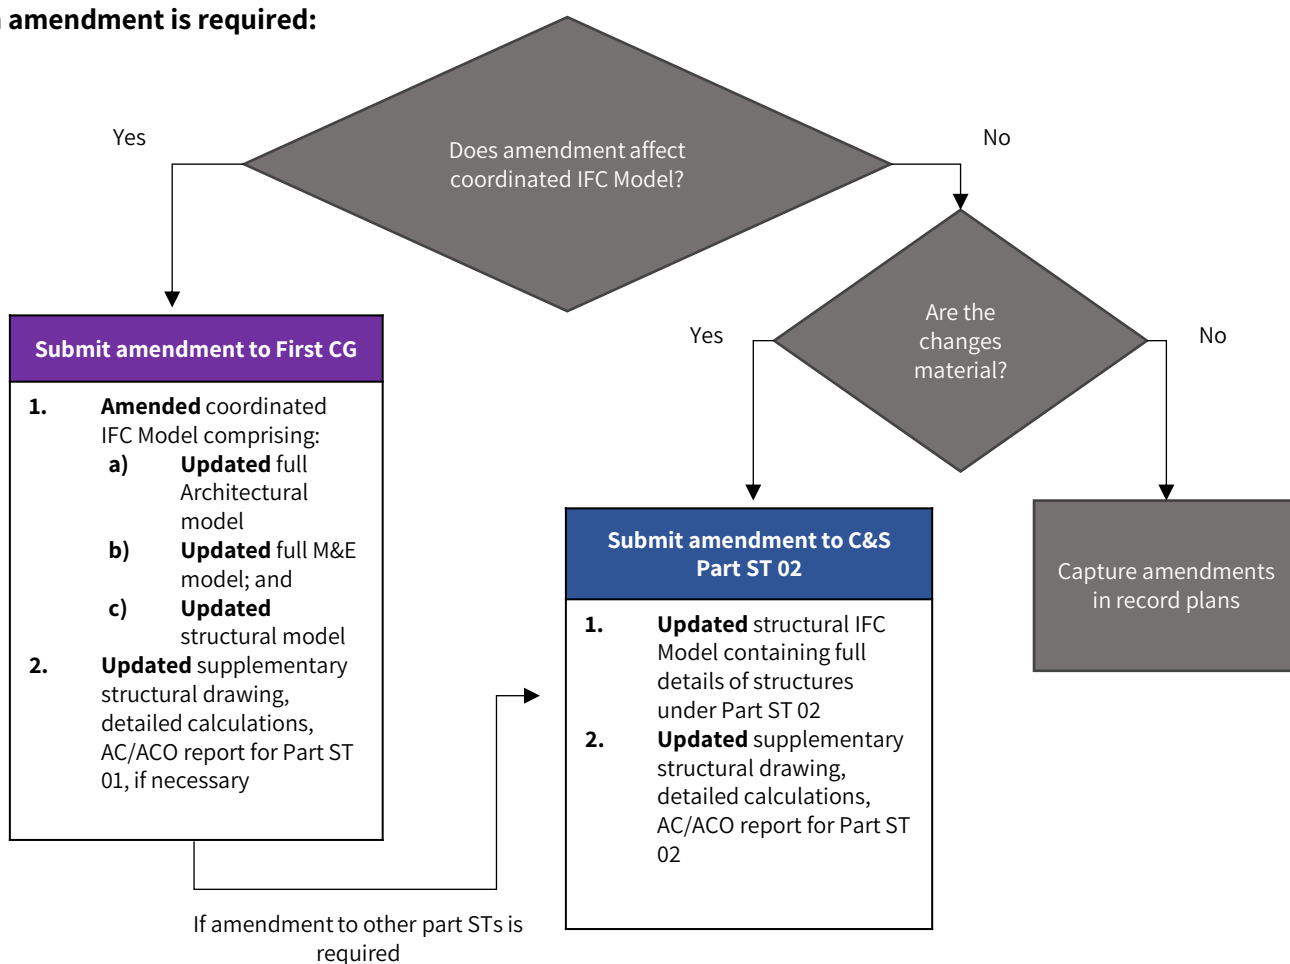 amendment is required:
Yes
Does amendment affect
coordinated IFC Model?
No
Are the
changes
material?
Yes
No
Submit amendment to First CG
1. Amended coordinated
IFC Model comprising:
a) Updated full
Architectural
model
b) Updated full M&E
model; and
c) Updated
structural model
2. Updated supplementary
structural drawing,
detailed calculations,
AC/ACO report for Part ST
01, if necessary
Submit amendment to C&S
Part ST 02
1. Updated structural IFC
Model containing full
details of structures
under Part ST 02
2. Updated supplementary
structural drawing,
detailed calculations,
AC/ACO report for Part ST
02
Capture amendments
in record plans
If amendment to other part STs is
required